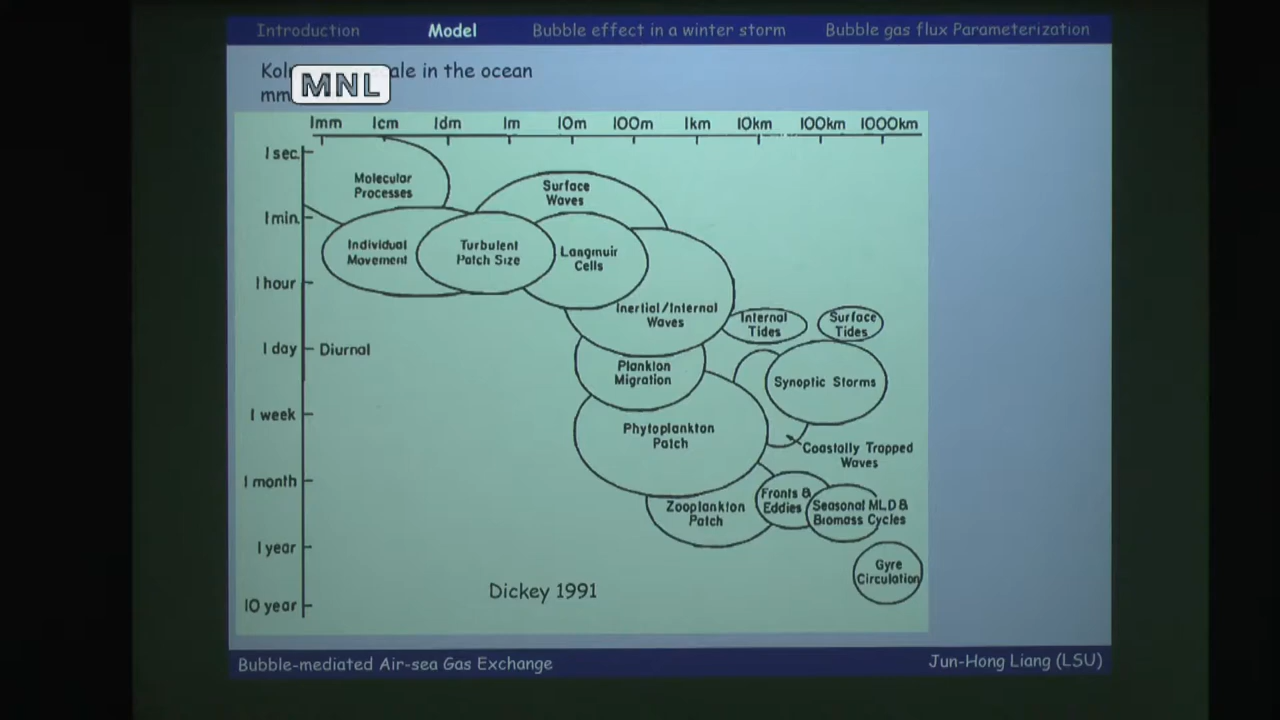 Introduction Model Bubble effect in a winter storm Bubble gas flux Parameterization
ale in the ocean
MNL
1mm 1cm 1dm 1m 10m 100m 1km 10km 100km 1000km
1 sec.
Molecular
Processes
Surface
Waves
1 min.
Individual
Movement
Turbulent
Patch Size
Langmuir
Cells
1 hour
Inertial/Internal
Waves
Internal
Tides
Surface
Tides
1 day
Diurnal
Plankton
Migration
Synoptic Storms
1 week
Phytoplankton
Patch
Coastally Trapped
Waves
1 month
Zooplankton
Patch
Fronts &
Eddies
Seasonal MLD &
Biomass Cycles
1 year
Gyre
Circulation
10 year
Dickey 1991
Bubble-mediated Air-sea Gas Exchange Jun-Hong Liang (LSU)